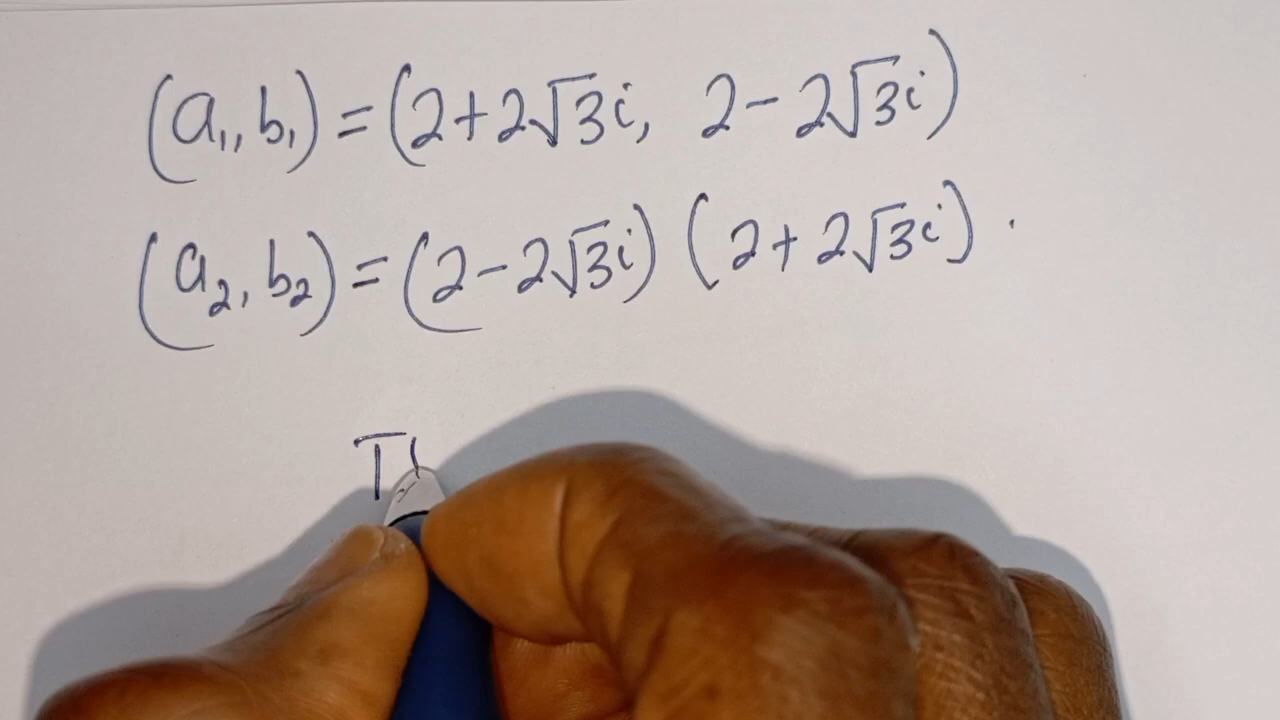 (a₁, b₁) = (2+2√3i, 2-2√3i)
(a₂, b₂) = (2-2√3i) (2+2√3i).